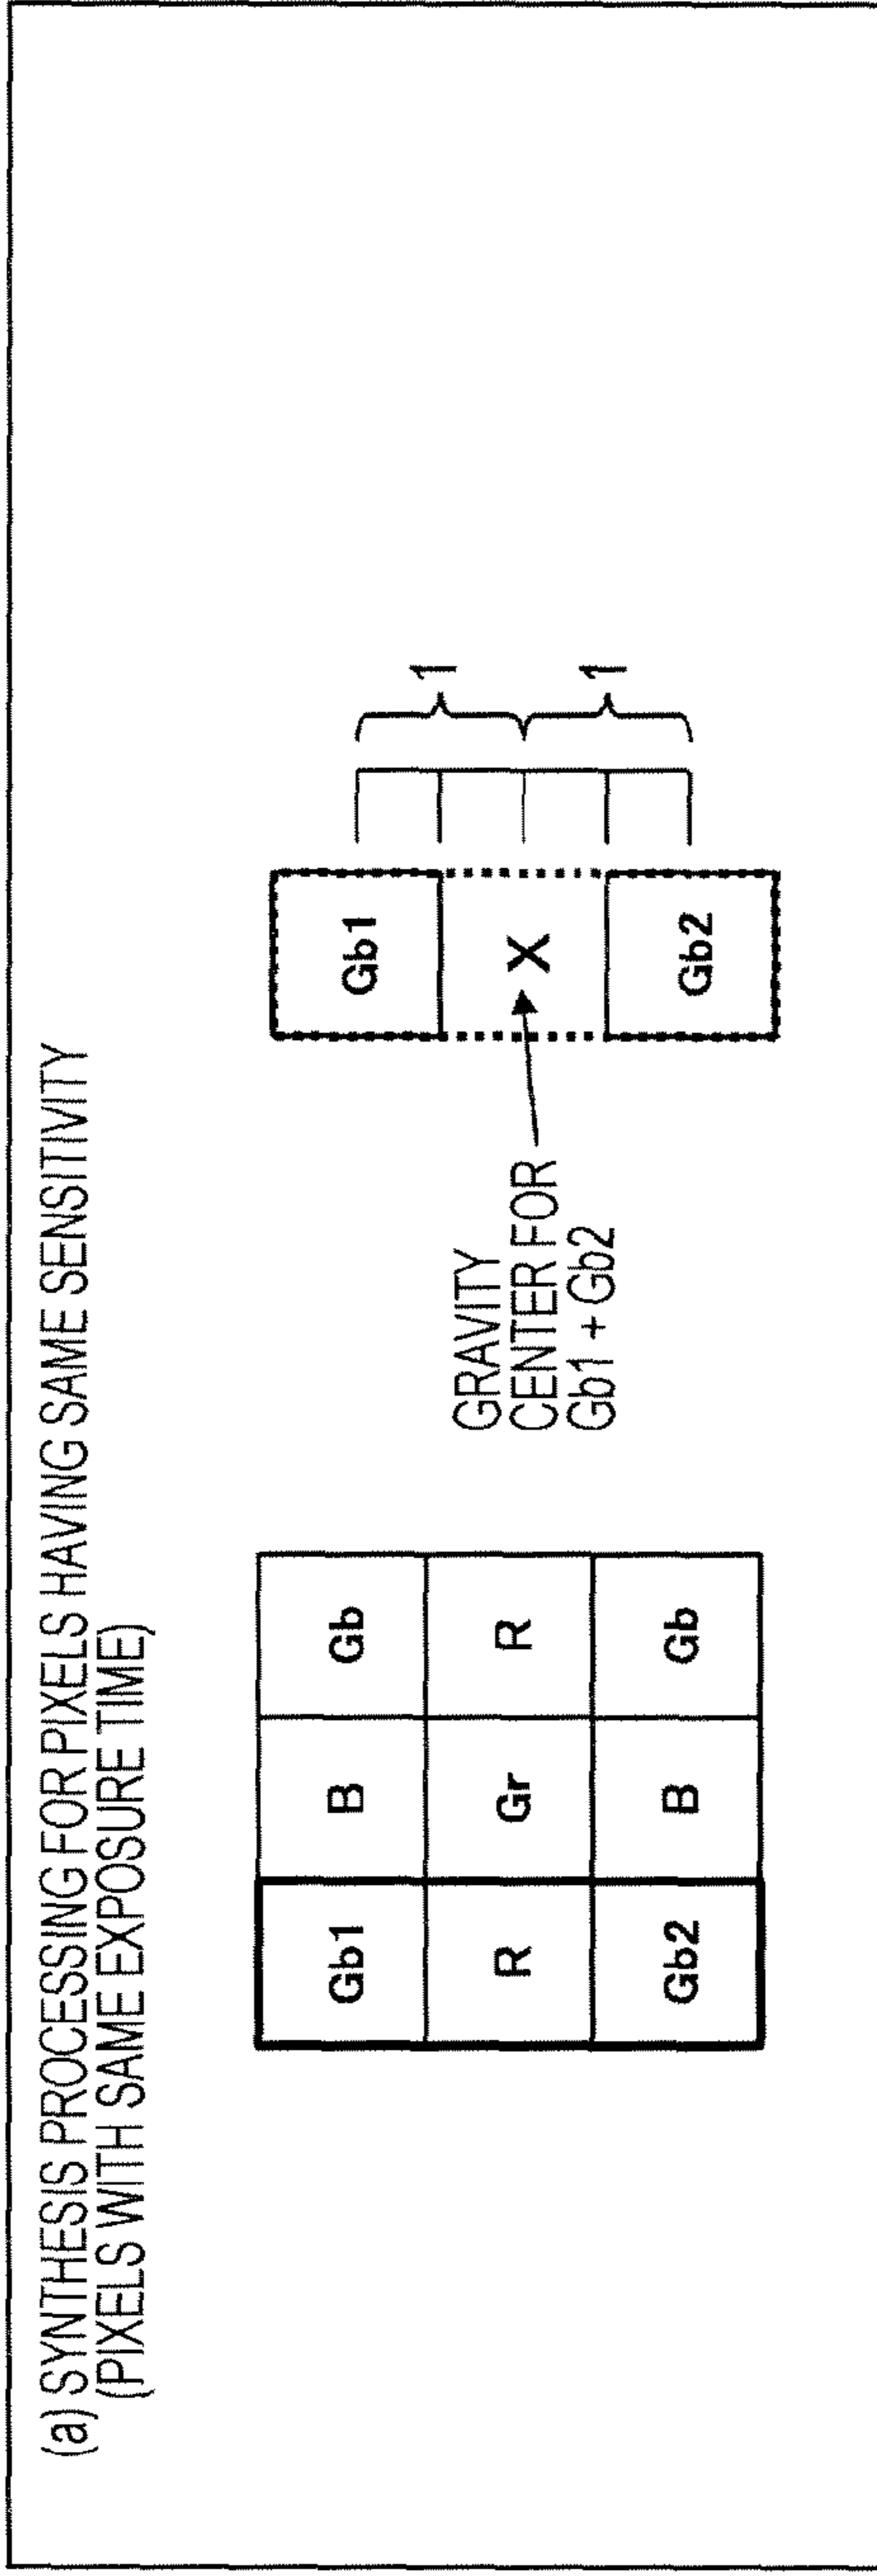 (a) SYNTHESIS PROCESSING FOR PIXELS HAVING SAME SENSITIVITY
(PIXELS WITH SAME EXPOSURE TIME)
Gb1 B Gb
R Gr R
Gb2 B Gb
GRAVITY
CENTER FOR
Gb1 + Gb2
Gb1
X
Gb2
1
1